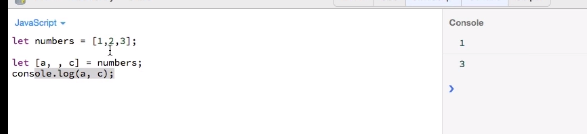 JavaScript
let numbers = [1,2,3];
let [a, , c] = numbers;
console.log(a, c);
Console
1
3